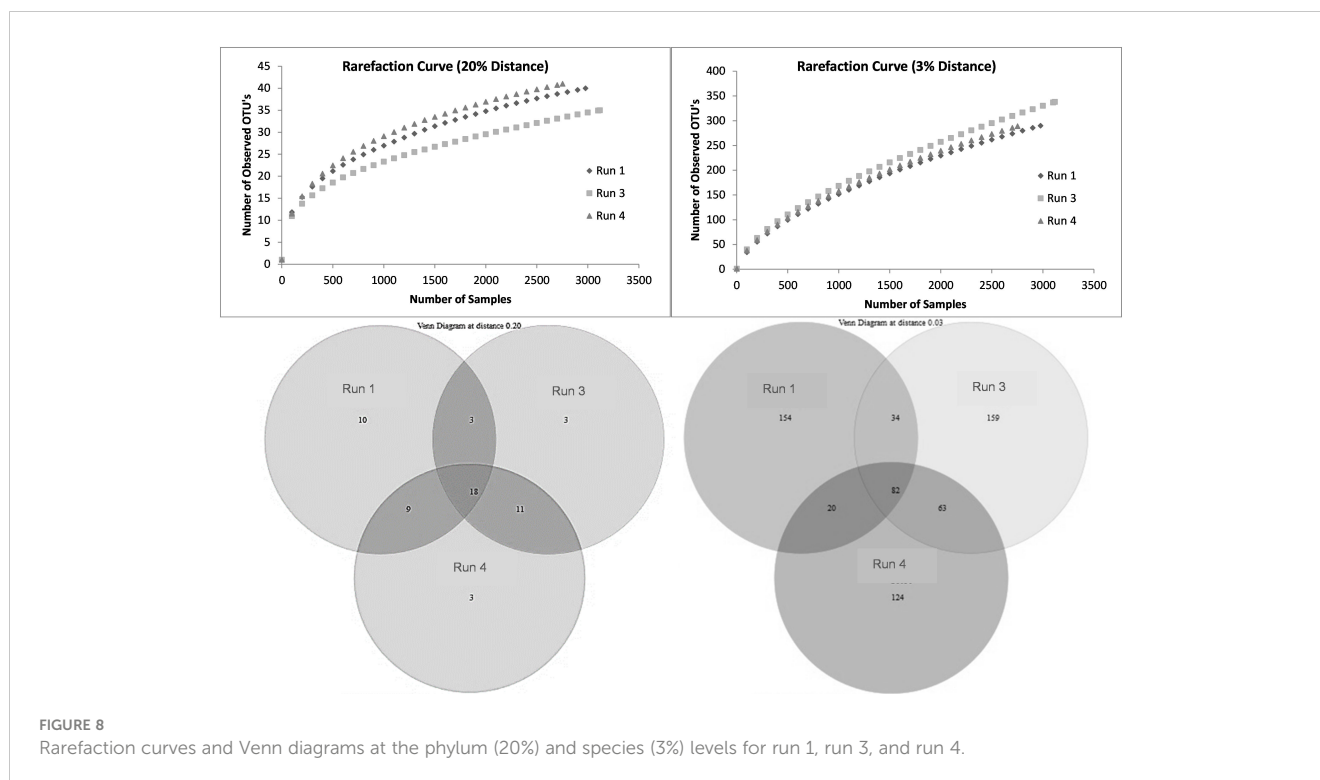 Rarefaction Curve (20% Distance)
Number of Observed OTU's
45
40
35
30
25
20
15
10
5
0
0 500 1000 1500 2000 2500 3000 3500
Number of Samples
Run 1
Run 3
Run 4
Rarefaction Curve (3% Distance)
Number of Observed OTU's
400
350
300
250
200
150
100
50
0
0 500 1000 1500 2000 2500 3000 3500
Number of Samples
Run 1
Run 3
Run 4
Venn Diagram at distance 0.20
Run 1
10
3
Run 3
3
18
9
11
Run 4
3
Venn Diagram at distance 0.03
Run 1
154
34
Run 3
159
82
20
63
Run 4
124
FIGURE 8
Rarefaction curves and Venn diagrams at the phylum (20%) and species (3%) levels for run 1, run 3, and run 4.